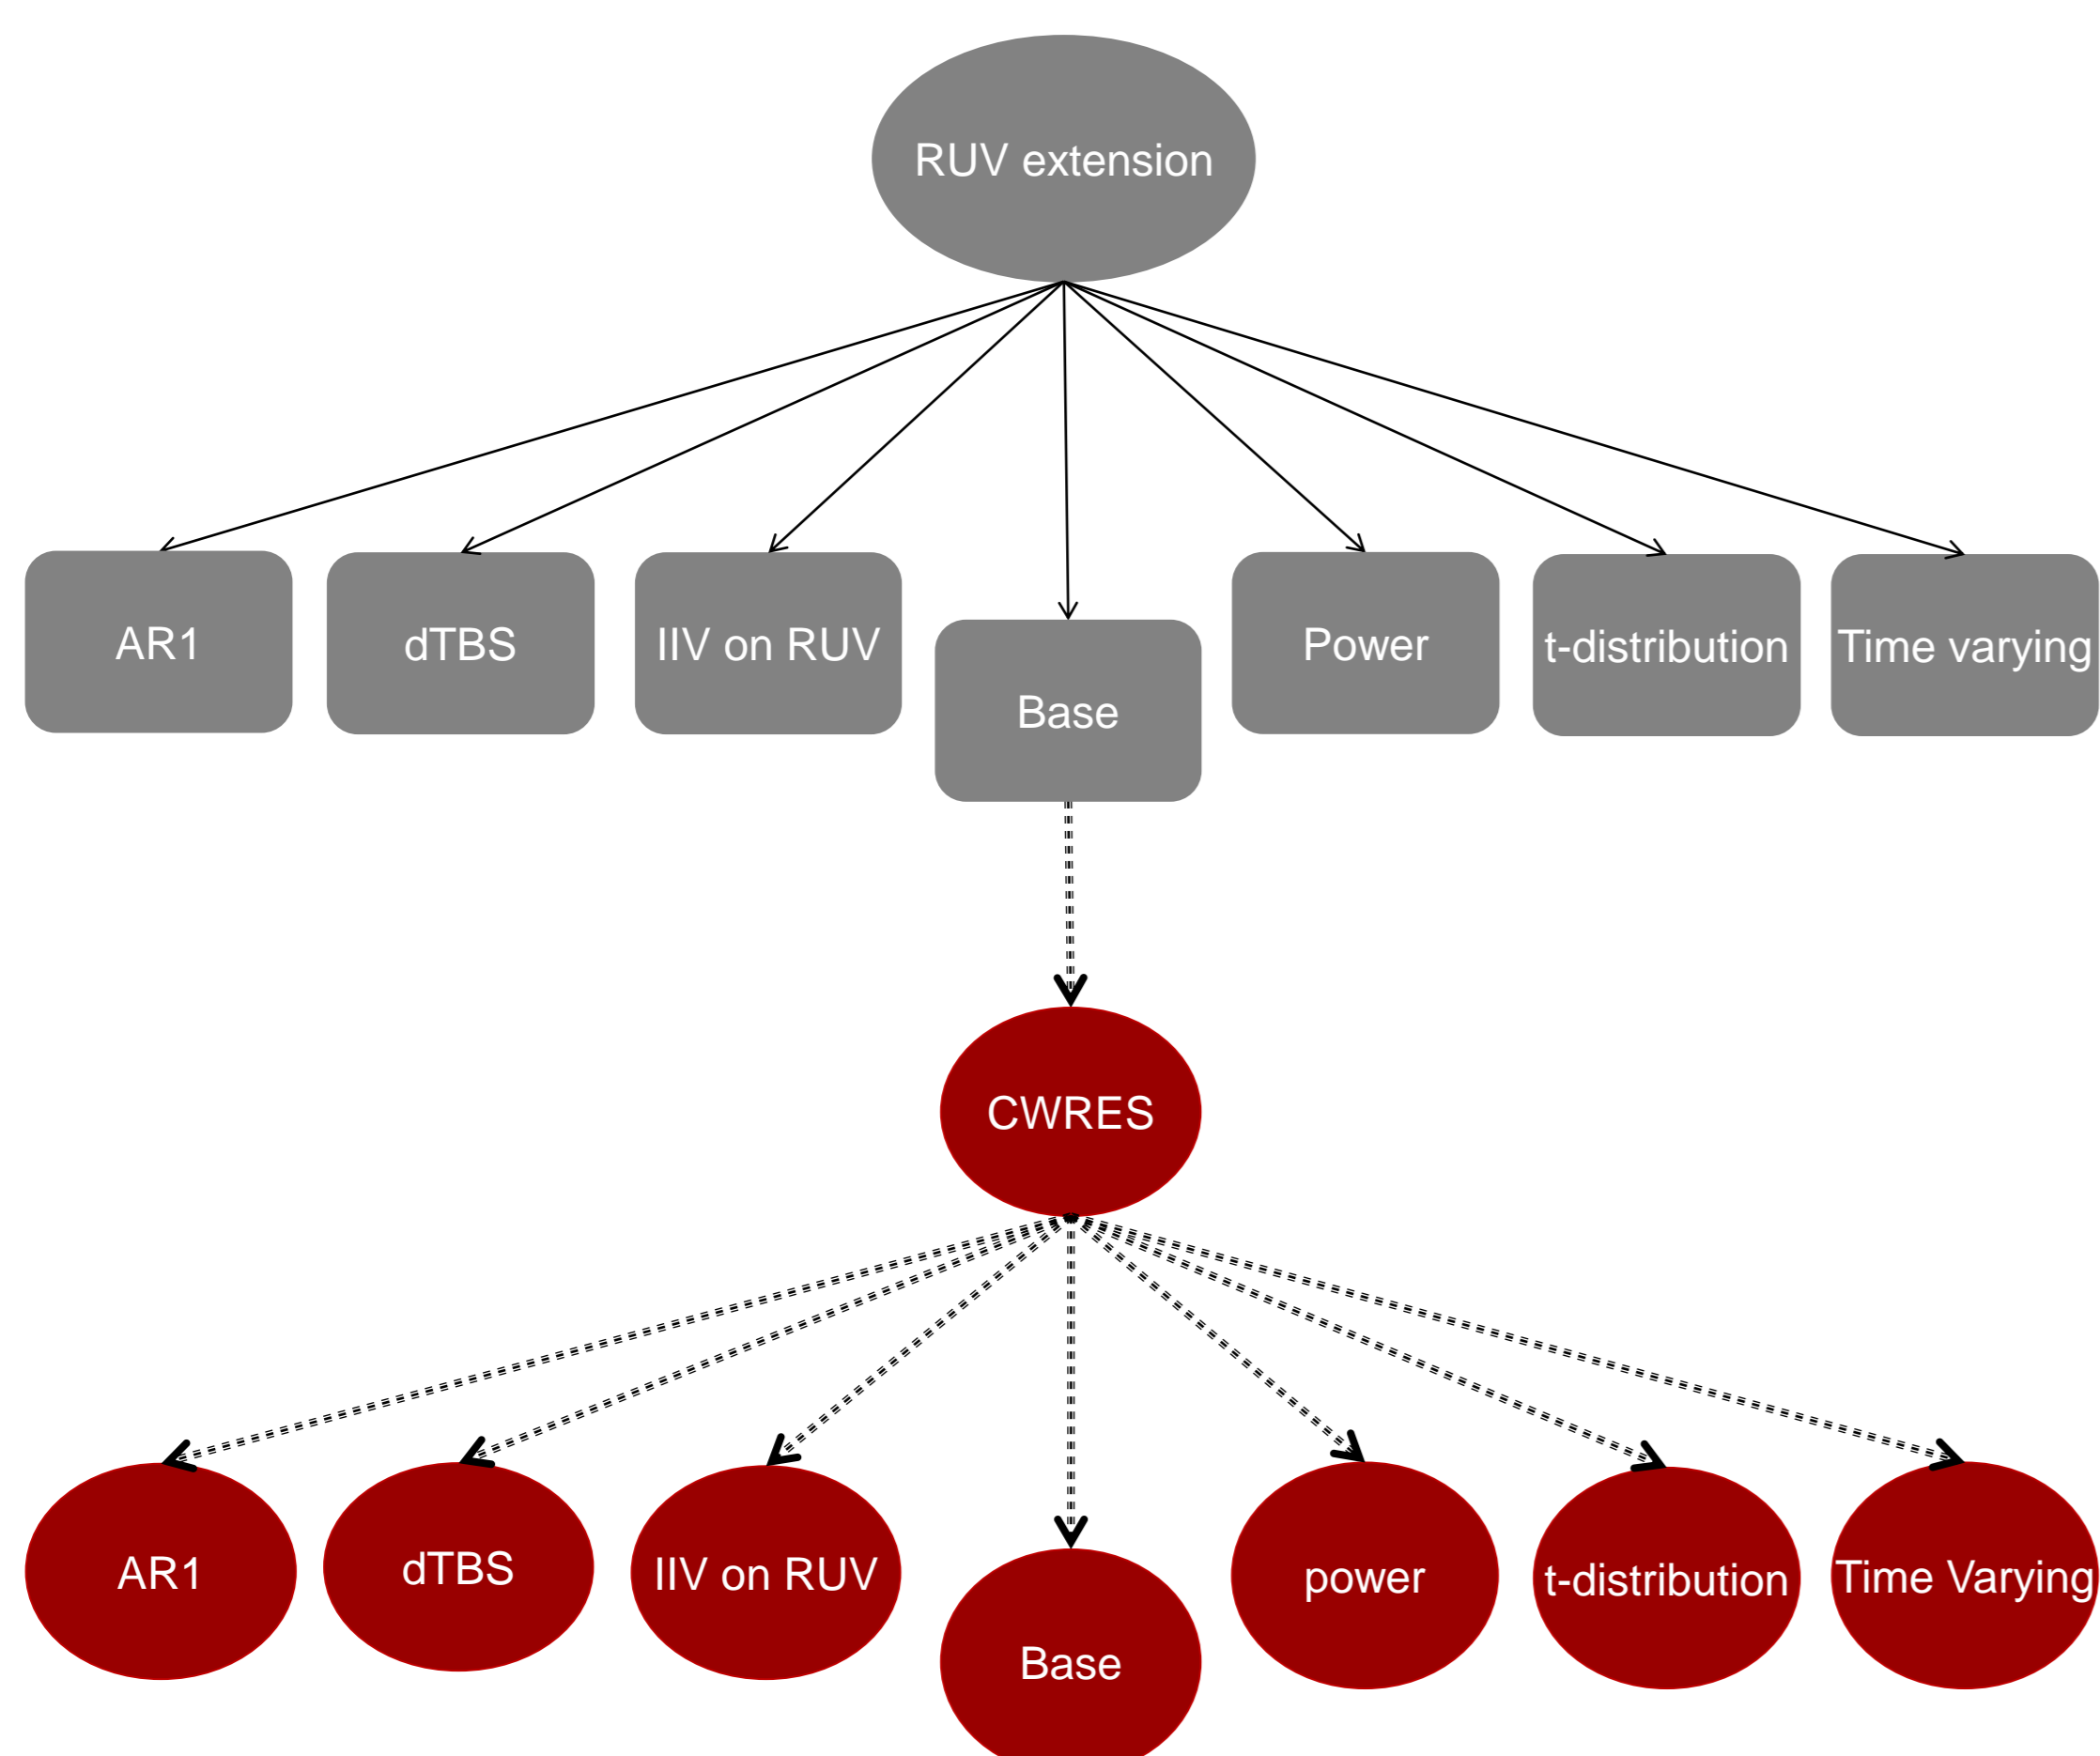 RUV extension
AR1
dTBS
IIV on RUV
Base
Power
t-distribution
Time varying
CWRES
AR1
dTBS
IIV on RUV
Base
power
t-distribution
Time Varying